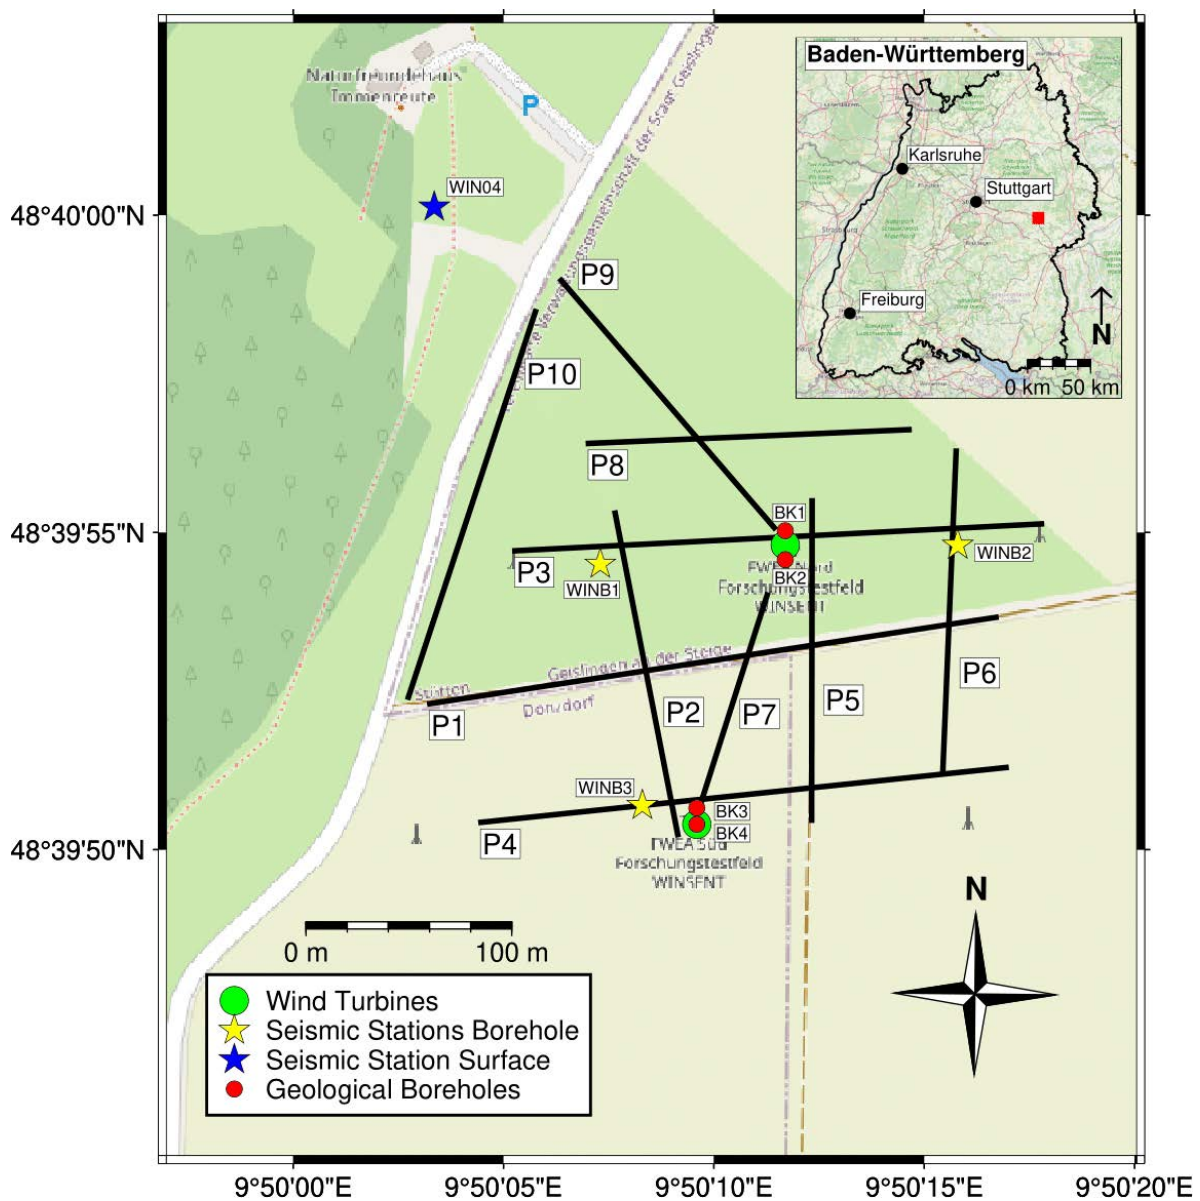 Baden-Württemberg
Karlsruhe
Stuttgart
Freiburg
N
0 km 50 km
Naturfreundehaus
Immenreute
P
WIN04
48°40'00"N
P9
P10
P8
BK1
48°39'55"N
WINB2
P3
WINB1
BK2
Forschungstestfeld
WINSENT
Geislingen an der Steige
Stötten
Donzdorf
P1
P2
P7
P5
P6
WINB3
BK3
BK4
P4
48°39'50"N
FWEA Süd
Forschungstestfeld
WINSENT
N
0 m 100 m
Wind Turbines
Seismic Stations Borehole
Seismic Station Surface
Geological Boreholes
9°50'00"E 9°50'05"E 9°50'10"E 9°50'15"E 9°50'20"E